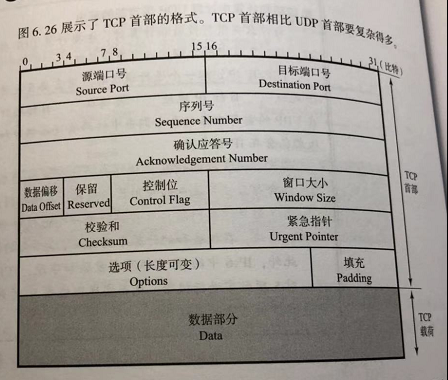 图 6.26 展示了 TCP 首部的格式。TCP 首部相比 UDP 首部要复杂得多。
0 3 4 7 8 15 16 31（比特）
源端口号 目标端口号
Source Port Destination Port
序列号
Sequence Number
确认应答号
Acknowledgement Number
数据偏移 保留 控制位 窗口大小
Data Offset Reserved Control Flag Window Size
TCP
首部
校验和 紧急指针
Checksum Urgent Pointer
选项（长度可变） 填充
Options Padding
数据部分
Data
TCP
载荷